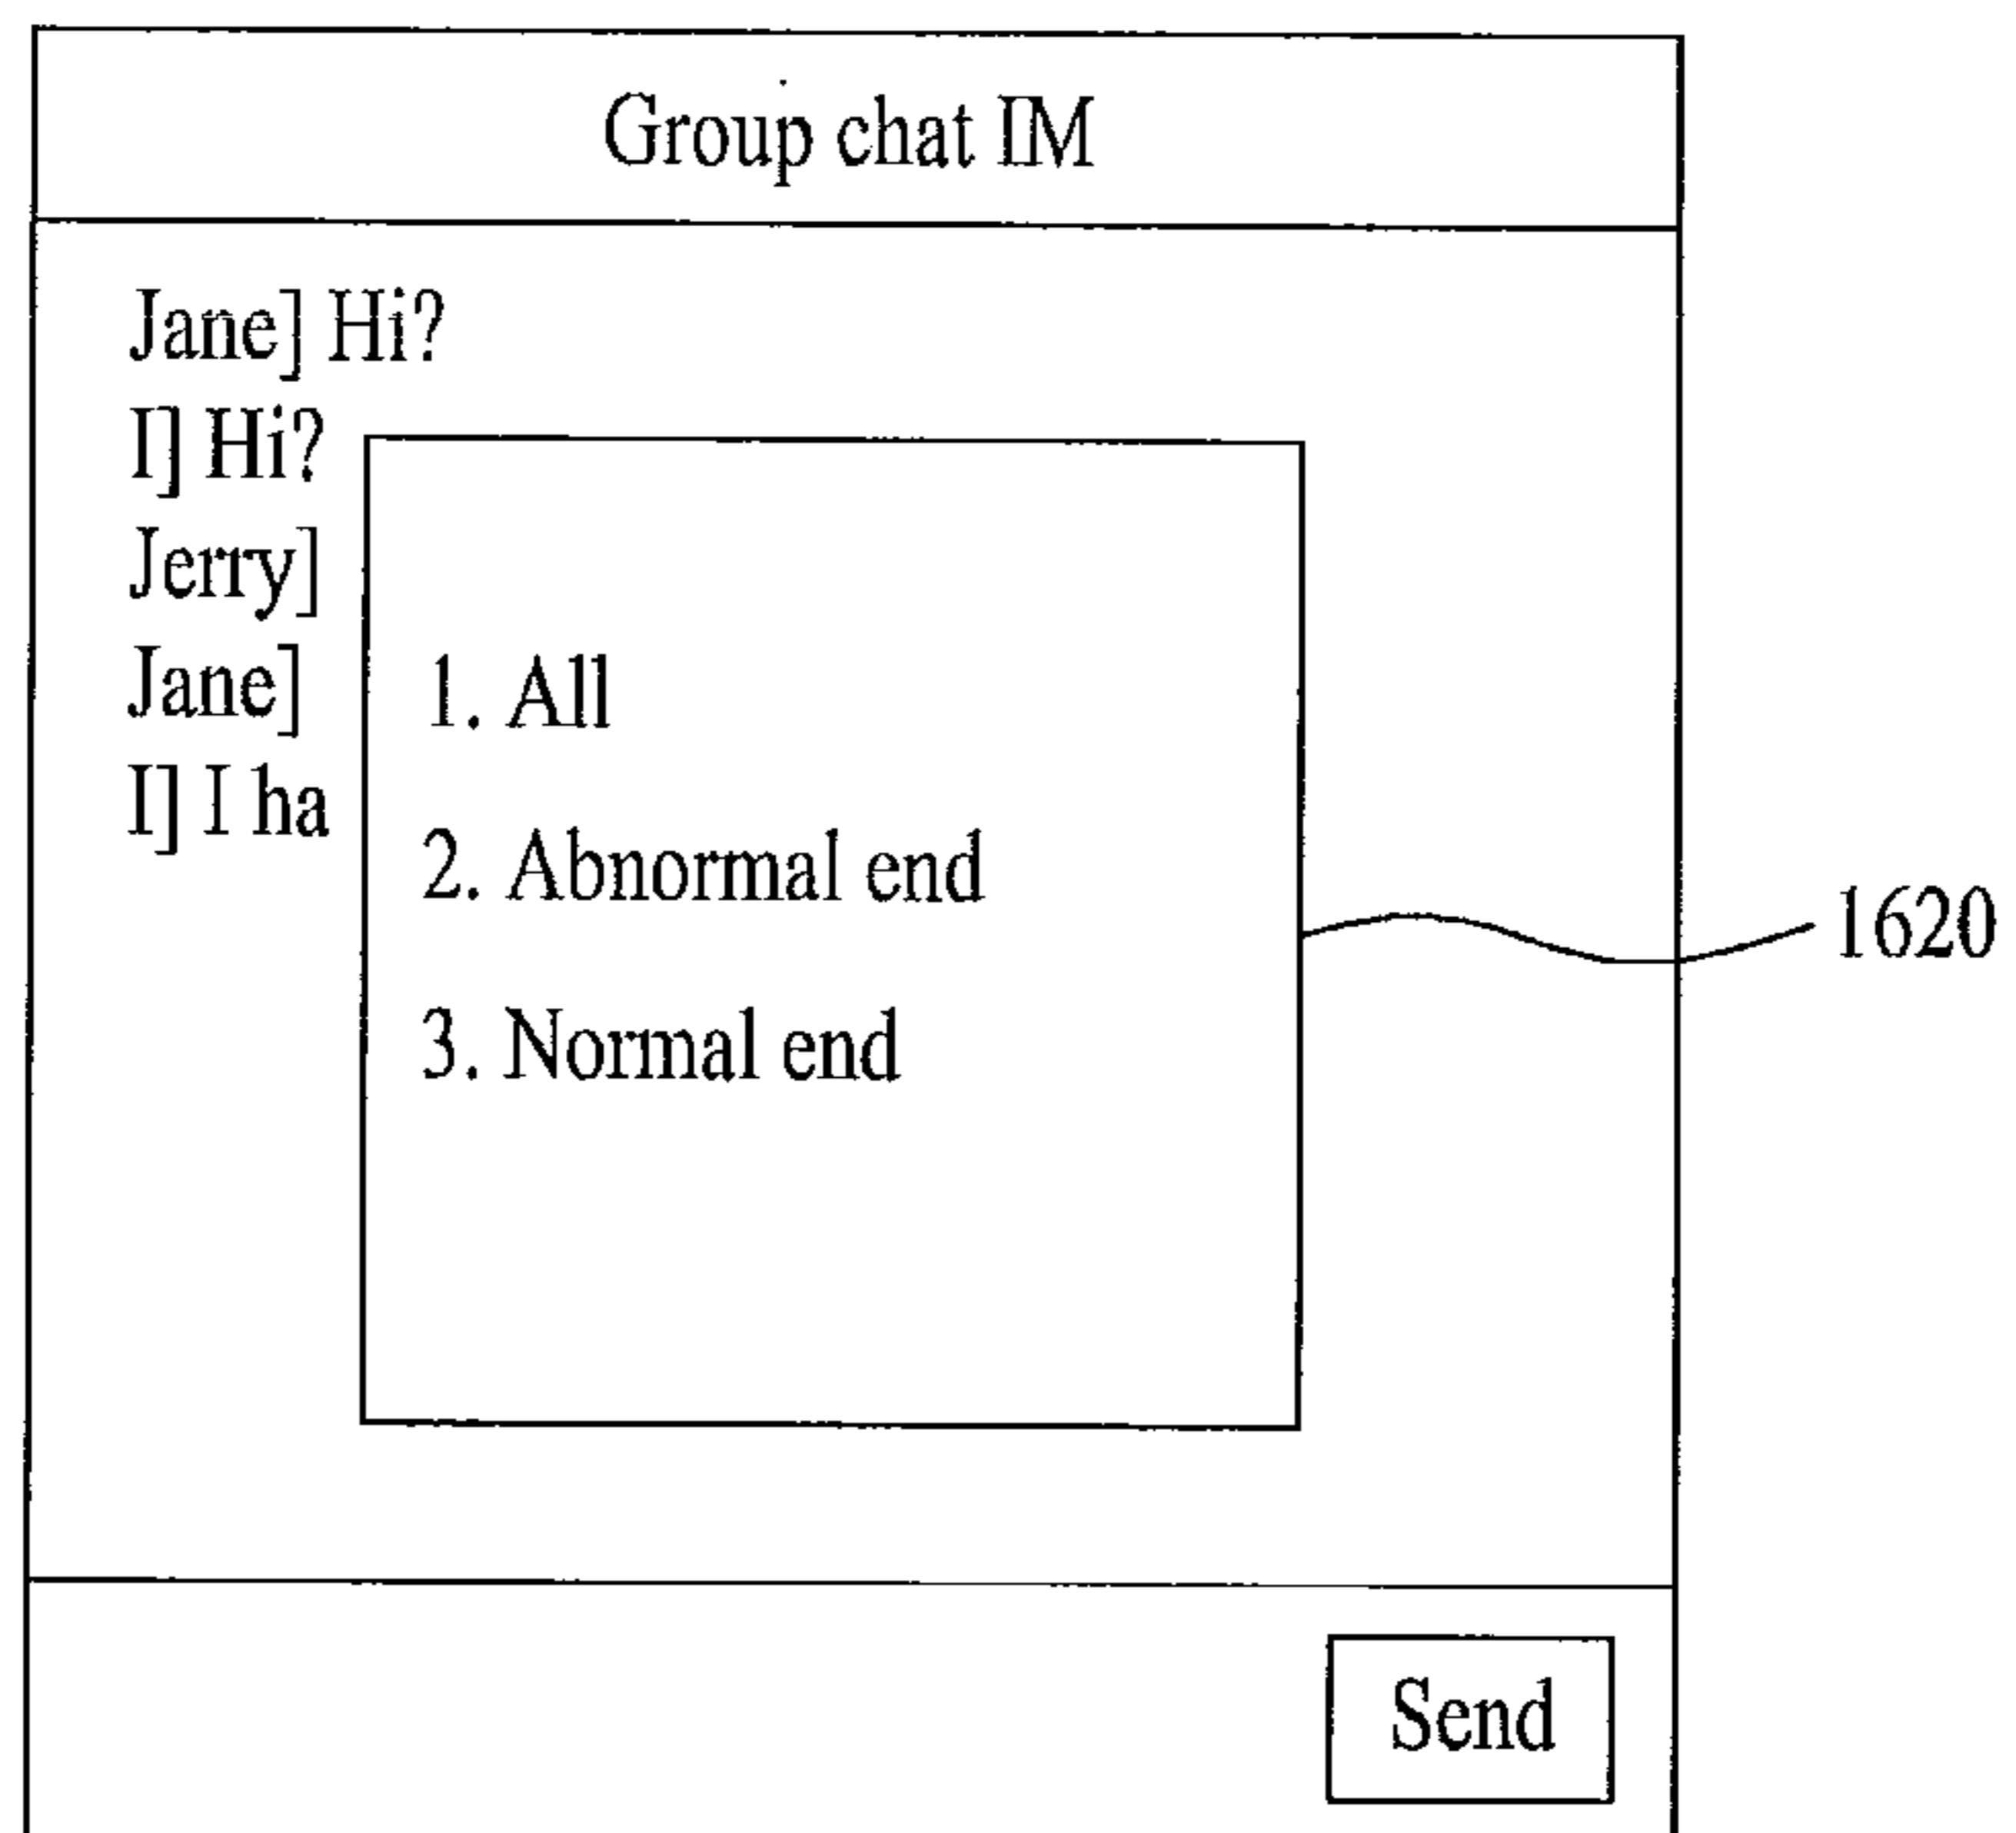 Group chat IM
Jane] Hi?
I] Hi?
Jerry]
Jane]
I] I ha
1. All
2. Abnormal end
3. Normal end
1620
Send